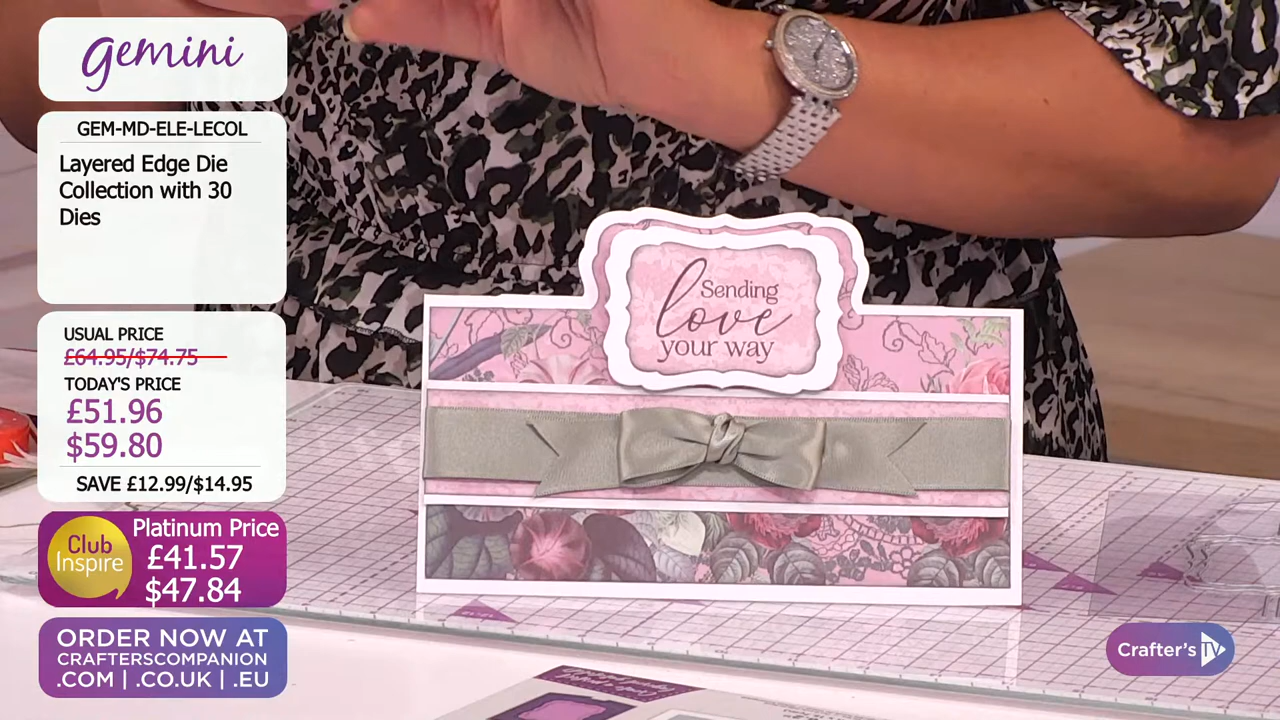 gemini
GEM-MD-ELE-LECOL
Layered Edge Die
Collection with 30
Dies
USUAL PRICE
£64.95/$74.75
TODAY'S PRICE
£51.96
$59.80
SAVE £12.99/$14.95
Club
Inspire
Platinum Price
£41.57
$47.84
ORDER NOW AT
CRAFTERSCOMPANION
.COM | .CO.UK | .EU
Sending
love
your way
Crafter's TV